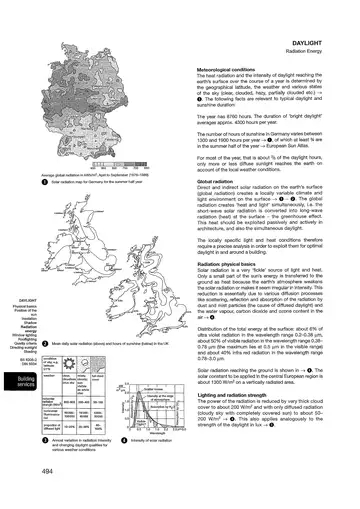 DAYLIGHT
Radiation Energy
Average global radiation in kWh/m², April to September (1976-1989)
❶ Solar radiation map for Germany for the summer half year
❷ Mean daily solar radiation (above) and hours of sunshine (below) in the UK
DAYLIGHT
Physical basics
Position of the
sun
Insolation
Shadow
Radiation
energy
Window lighting
Rooflighting
Quality criteria
Directing sunlight
Shading
BS 8206-2
DIN 5034
Building
services
❸ Annual variation in radiation intensity
and changing daylight qualities for
various weather conditions
❹ Intensity of solar radiation
Meteorological conditions
The heat radiation and the intensity of daylight reaching the
earth's surface over the course of a year is determined by
the geographical latitude, the weather and various states
of the sky (clear, clouded, hazy, partially clouded etc.) →
❶. The following facts are relevant to typical daylight and
sunshine duration:
The year has 8760 hours. The duration of 'bright daylight'
averages approx. 4300 hours per year.
The number of hours of sunshine in Germany varies between
1300 and 1900 hours per year → ❶, of which at least ¾ are
in the summer half of the year → European Sun Atlas.
For most of the year, that is about ⅔ of the daylight hours,
only more or less diffuse sunlight reaches the earth on
account of the local weather conditions.
Global radiation
Direct and indirect solar radiation on the earth's surface
(global radiation) creates a locally variable climate and
light environment on the surface → ❶ – ❷. The global
radiation creates 'heat and light' simultaneously, i.e. the
short-wave solar radiation is converted into long-wave
radiation (heat) at the surface – the greenhouse effect.
This heat should be exploited passively and actively in
architecture, and also the simultaneous daylight.
The locally specific light and heat conditions therefore
require a precise analysis in order to exploit them for optimal
daylight in and around a building.
Radiation: physical basics
Solar radiation is a very 'fickle' source of light and heat.
Only a small part of the sun's energy is transferred to the
ground as heat because the earth's atmosphere weakens
the solar radiation or makes it seem irregular in intensity. This
reduction is essentially due to various diffusion processes
like scattering, reflection and absorption of the radiation by
dust and mist particles (the cause of diffused daylight) and
the water vapour, carbon dioxide and ozone content in the
air → ❹.
Distribution of the total energy at the surface: about 6% of
ultra violet radiation in the wavelength range 0.2–0.38 μm,
about 50% of visible radiation in the wavelength range 0.38–
0.78 μm (the maximum lies at 0.5 μm in the visible range)
and about 40% infra red radiation in the wavelength range
0.78–3.0 μm.
Solar radiation reaching the ground is shown in → ❹. The
solar constant to be applied in the central European region is
about 1300 W/m² on a vertically radiated area.
Lighting and radiation strength
The power of the radiation is reduced by very thick cloud
cover to about 200 W/m² and with only diffused radiation
(cloudy sky with completely covered sun) to about 50–
200 W/m² → ❸. This also applies analogously to the
strength of the daylight in lux → ❸.
494